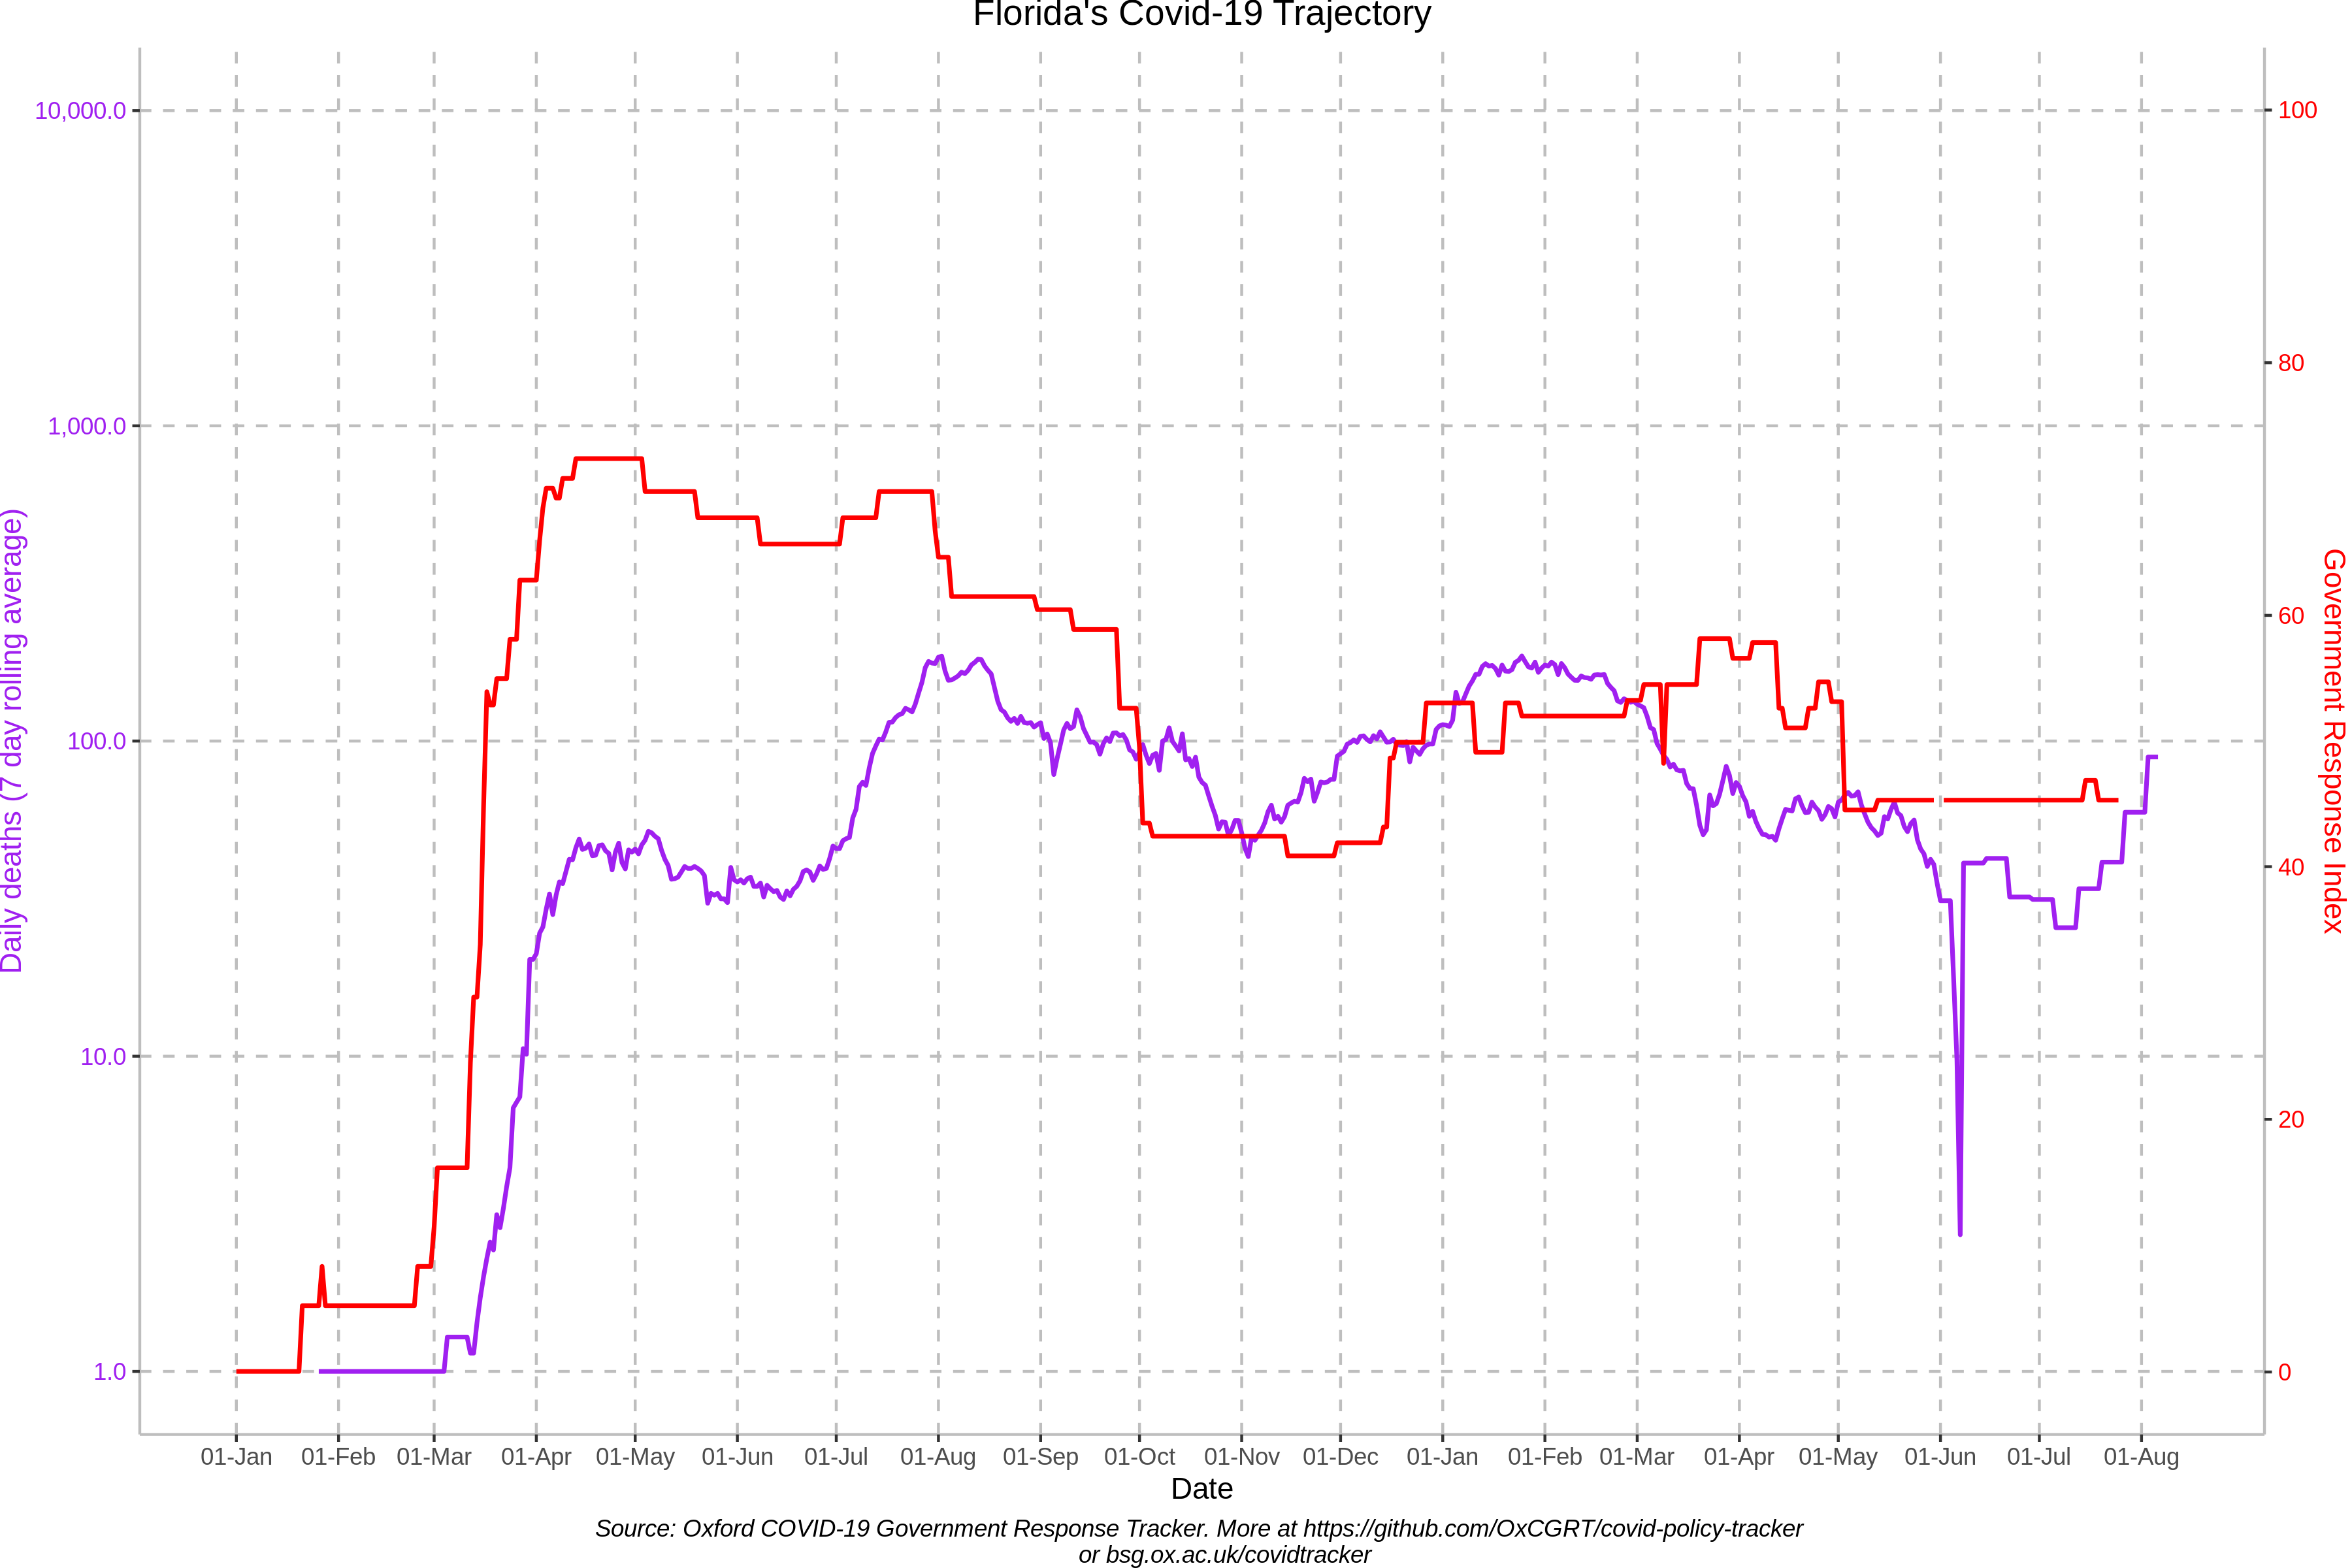 Florida's Covid-19 Trajectory
10,000.0
1,000.0
100.0
10.0
1.0
Daily deaths (7 day rolling average)
100
80
60
40
20
0
Government Response Index
01-Jan 01-Feb 01-Mar 01-Apr 01-May 01-Jun 01-Jul 01-Aug 01-Sep 01-Oct 01-Nov 01-Dec 01-Jan 01-Feb 01-Mar 01-Apr 01-May 01-Jun 01-Jul 01-Aug
Date
Source: Oxford COVID-19 Government Response Tracker. More at https://github.com/OxCGRT/covid-policy-tracker
or bsg.ox.ac.uk/covidtracker